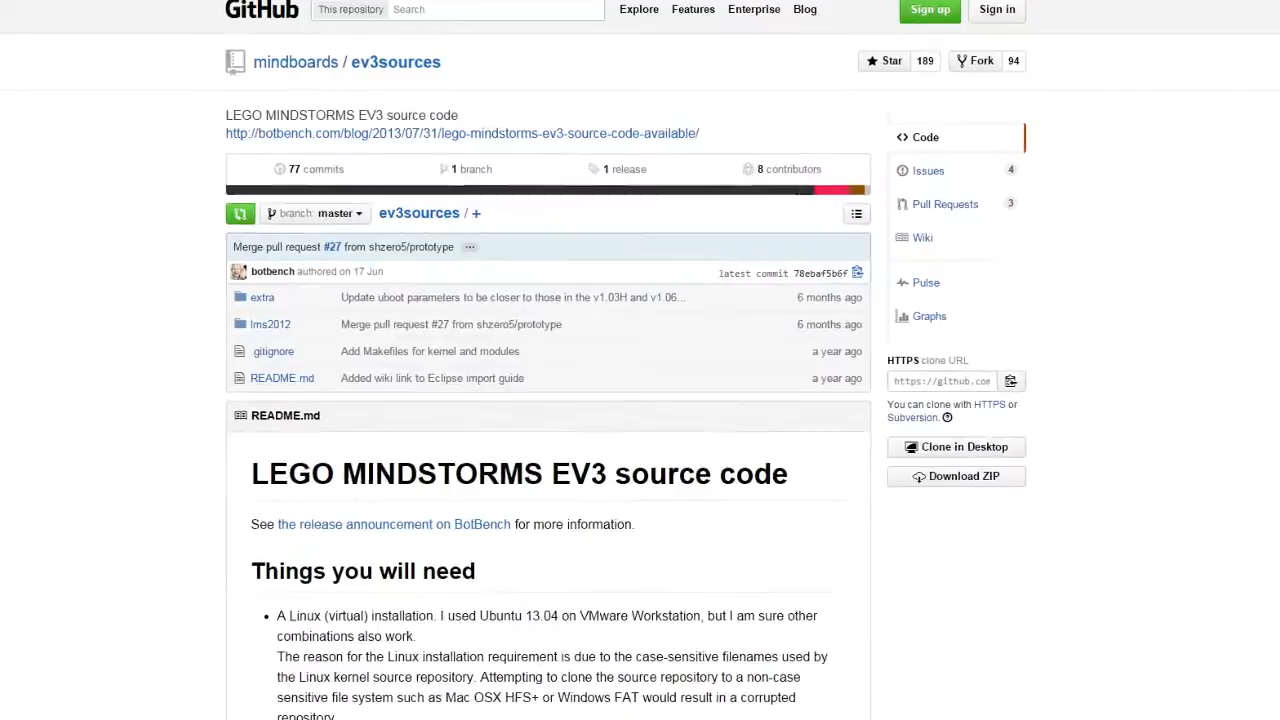 GitHub This repository Search Explore Features Enterprise Blog Sign up Sign in
mindboards / ev3sources Star 189 Fork 94
LEGO MINDSTORMS EV3 source code
http://botbench.com/blog/2013/07/31/lego-mindstorms-ev3-source-code-available/
77 commits 1 branch 1 release 8 contributors
branch: master ev3sources / +
Merge pull request #27 from shzero5/prototype ...
botbench authored on 17 Jun latest commit 78ebaf5b6f
extra Update uboot parameters to be closer to those in the v1.03H and v1.06... 6 months ago
lms2012 Merge pull request #27 from shzero5/prototype 6 months ago
.gitignore Add Makefiles for kernel and modules a year ago
README.md Added wiki link to Eclipse import guide a year ago
README.md
LEGO MINDSTORMS EV3 source code
See the release announcement on BotBench for more information.
Things you will need
• A Linux (virtual) installation. I used Ubuntu 13.04 on VMware Workstation, but I am sure other
combinations also work.
The reason for the Linux installation requirement is due to the case-sensitive filenames used by
the Linux kernel source repository. Attempting to clone the source repository to a non-case
sensitive file system such as Mac OSX HFS+ or Windows FAT would result in a corrupted
repository.
Code
Issues 4
Pull Requests 3
Wiki
Pulse
Graphs
HTTPS clone URL
https://github.com
You can clone with HTTPS or
Subversion.
Clone in Desktop
Download ZIP